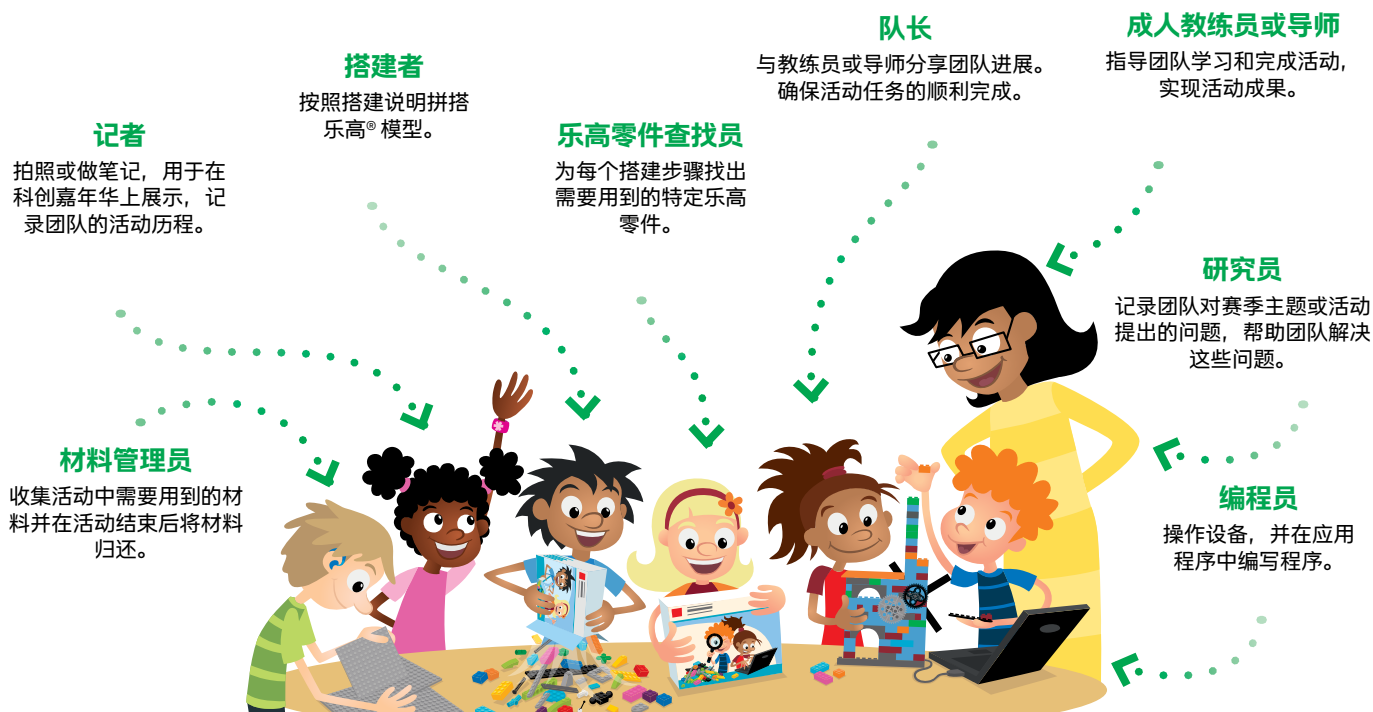 记者
拍照或做笔记，用于在
科创嘉年华上展示，记
录团队的活动历程。
搭建者
按照搭建说明拼搭
乐高® 模型。
乐高零件查找员
为每个搭建步骤找出
需要用到的特定乐高
零件。
队长
与教练员或导师分享团队进展。
确保活动任务的顺利完成。
成人教练员或导师
指导团队学习和完成活动，
实现活动成果。
研究员
记录团队对赛季主题或活动
提出的问题，帮助团队解决
这些问题。
材料管理员
收集活动中需要用到的材
料并在活动结束后将材料
归还。
编程员
操作设备，并在应用
程序中编写程序。